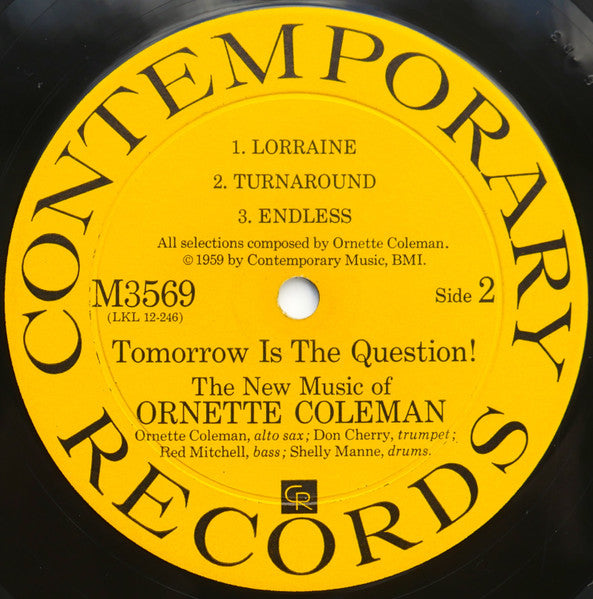 CONTEMPORARY
RECORDS
1. LORRAINE
2. TURNAROUND
3. ENDLESS
All selections composed by Ornette Coleman.
© 1959 by Contemporary Music, BMI.
M3569
(LKL 12-246)
Side 2
Tomorrow Is The Question!
The New Music of
ORNETTE COLEMAN
Ornette Coleman, alto sax; Don Cherry, trumpet;
Red Mitchell, bass; Shelly Manne, drums.
CR